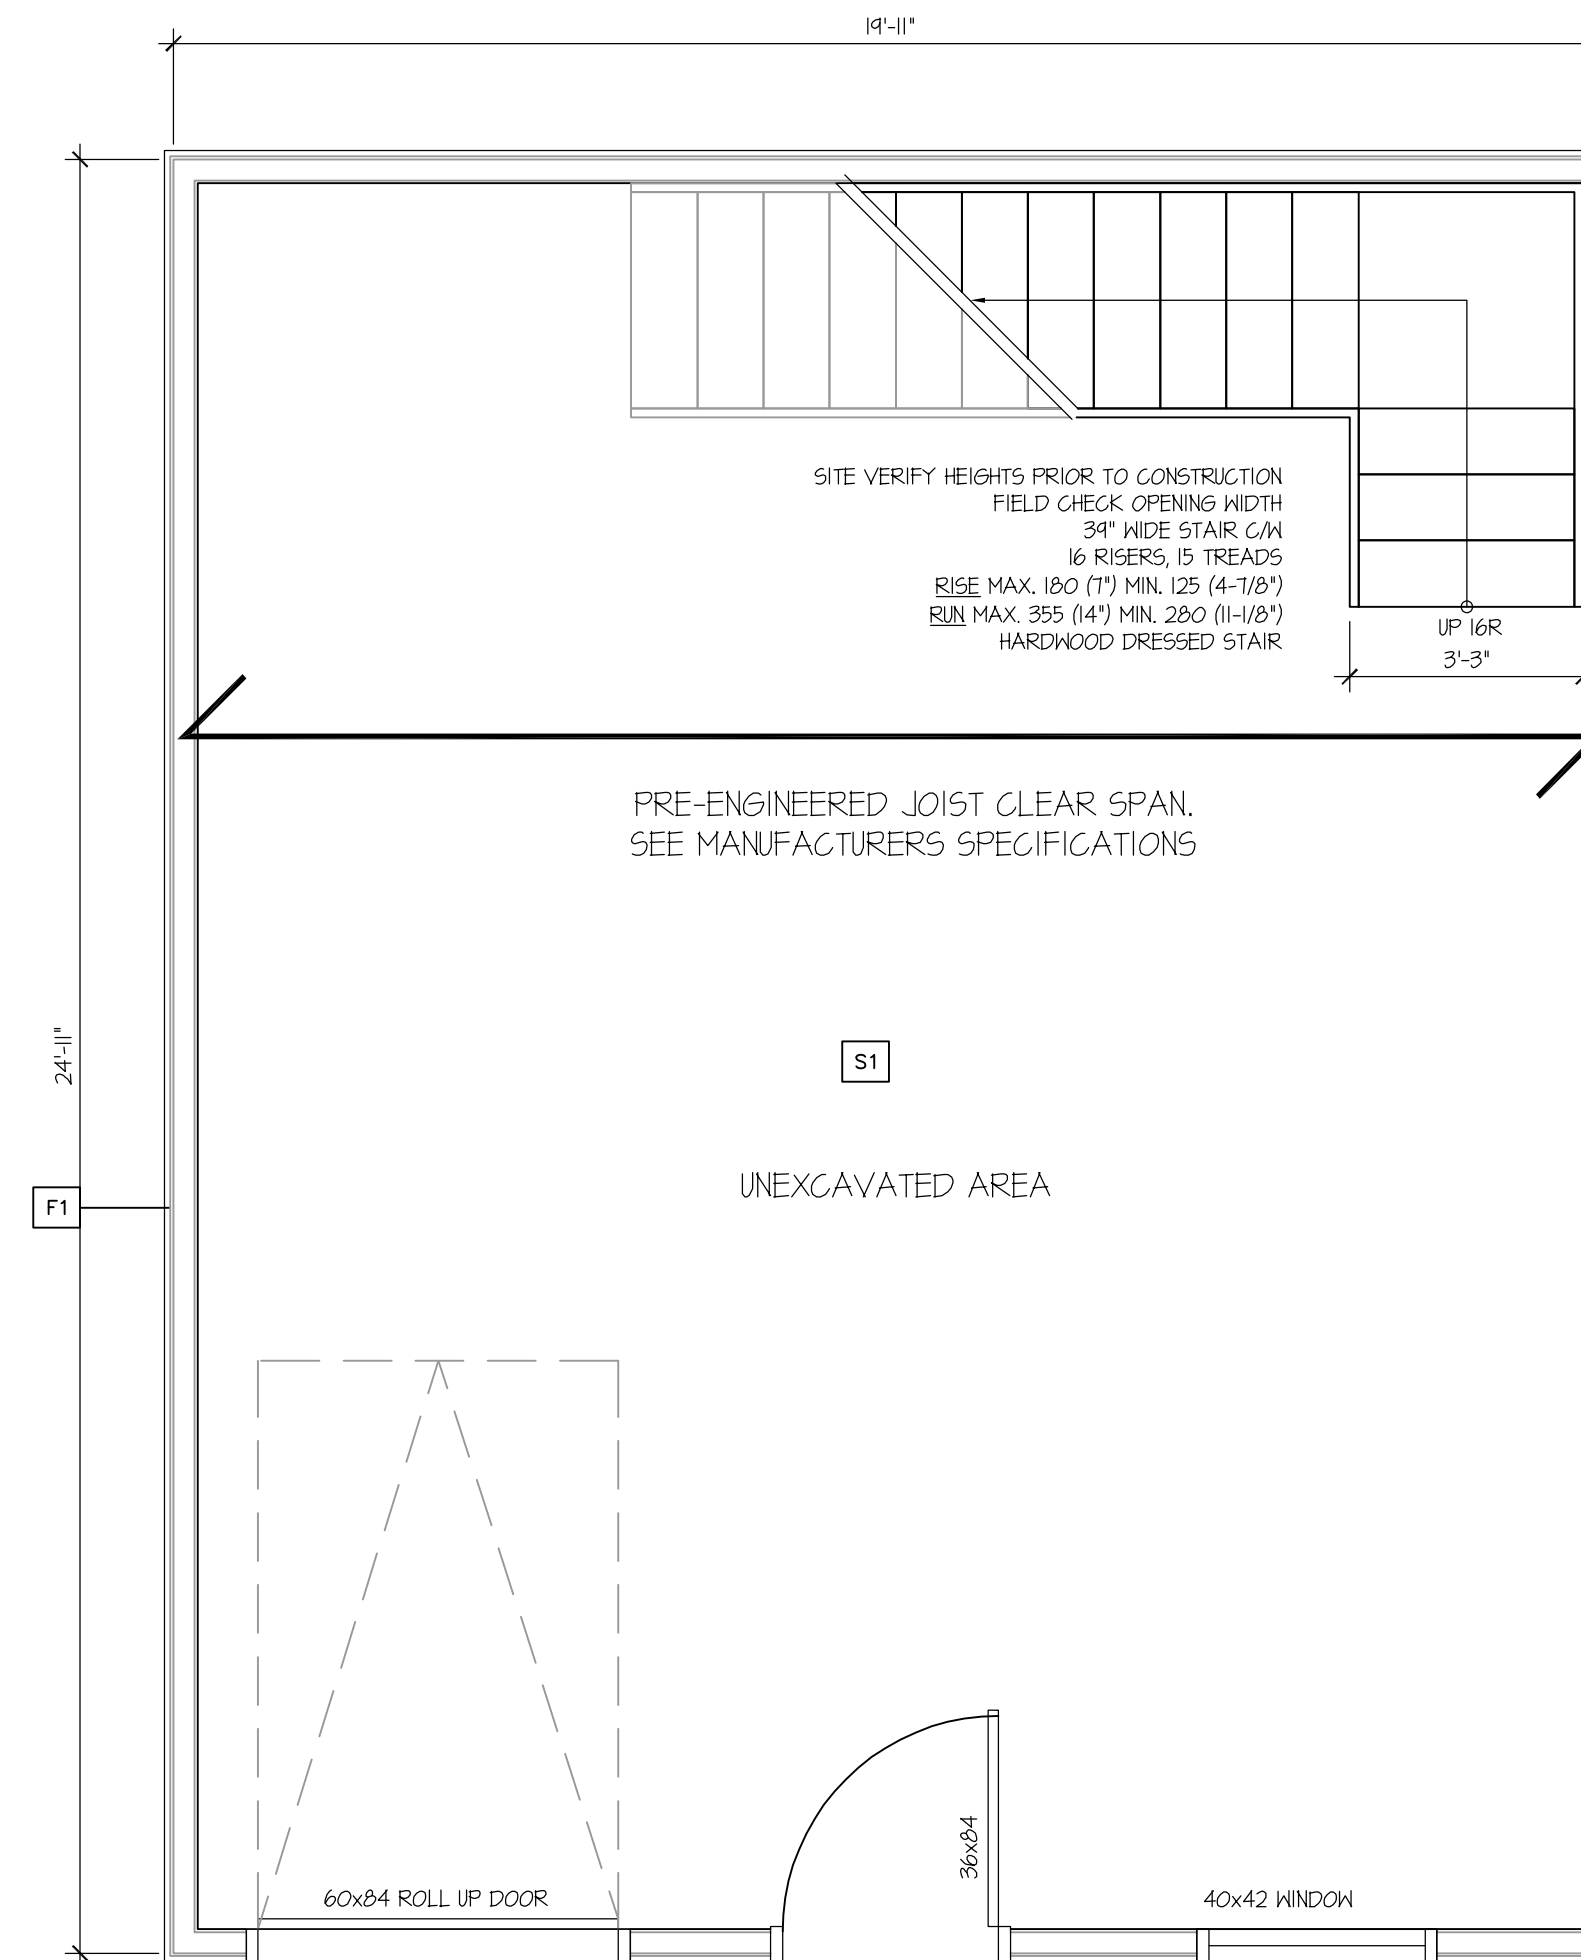 19'-11"
SITE VERIFY HEIGHTS PRIOR TO CONSTRUCTION
FIELD CHECK OPENING WIDTH
39" WIDE STAIR C/W
16 RISERS, 15 TREADS
RISE MAX. 180 (7") MIN. 125 (4-7/8")
RUN MAX. 355 (14") MIN. 280 (11-1/8")
HARDWOOD DRESSED STAIR
UP 16R
3'-3"
PRE-ENGINEERED JOIST CLEAR SPAN.
SEE MANUFACTURERS SPECIFICATIONS
24'-11"
S1
UNEXCAVATED AREA
F1
36x84
60x84 ROLL UP DOOR
40x42 WINDOW